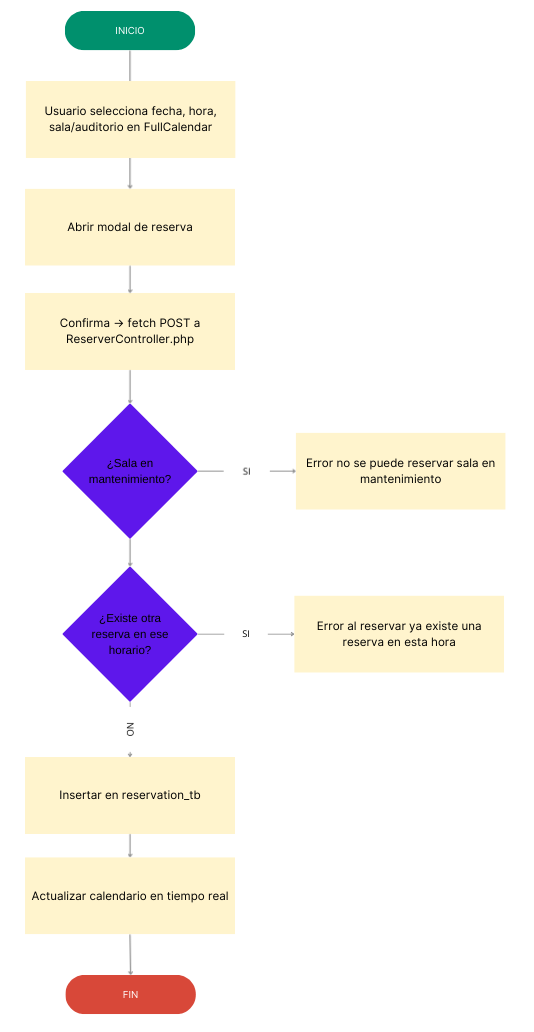 INICIO
Usuario selecciona fecha, hora,
sala/auditorio en FullCalendar
Abrir modal de reserva
Confirma → fetch POST a
ReserverController.php
¿Sala en
mantenimiento?
SI
Error no se puede reservar sala en
mantenimiento
¿Existe otra
reserva en ese
horario?
SI
Error al reservar ya existe una
reserva en esta hora
NO
Insertar en reservation_tb
Actualizar calendario en tiempo real
FIN